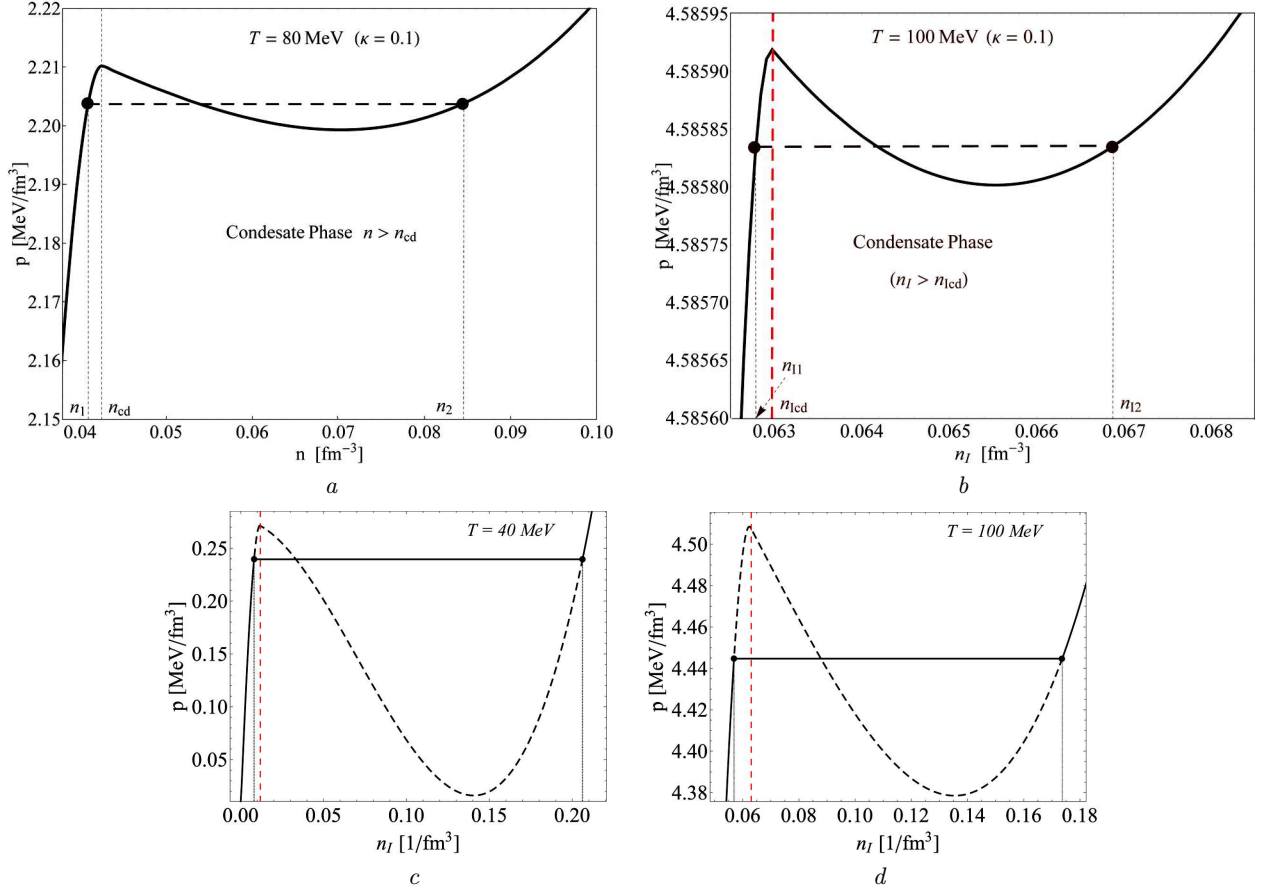 2.22
2.21
2.20
2.19
2.18
2.17
2.16
2.15
p [MeV/fm³]
T = 80 MeV (κ = 0.1)
Condesate Phase n > n_cd
n₁
n_cd
n₂
0.04 0.05 0.06 0.07 0.08 0.09 0.10
n [fm⁻³]
a
4.58595
4.58590
4.58585
4.58580
4.58575
4.58570
4.58565
4.58560
p [MeV/fm³]
T = 100 MeV (κ = 0.1)
Condensate Phase
(n_I > n_Icd)
n_I1
n_Icd
n_I2
0.063 0.064 0.065 0.066 0.067 0.068
n_I [fm⁻³]
b
0.25
0.20
0.15
0.10
0.05
p [MeV/fm³]
T = 40 MeV
0.00 0.05 0.10 0.15 0.20
n_I [1/fm³]
c
4.50
4.48
4.46
4.44
4.42
4.40
4.38
p [MeV/fm³]
T = 100 MeV
0.06 0.08 0.10 0.12 0.14 0.16 0.18
n_I [1/fm³]
d